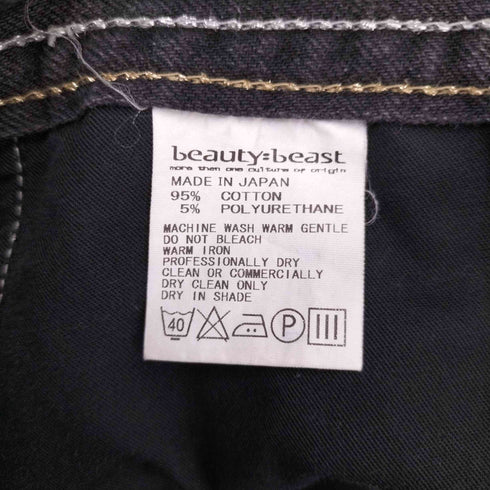 beauty:beast
more than one culture of origin
MADE IN JAPAN
95% COTTON
5% POLYURETHANE
MACHINE WASH WARM GENTLE
DO NOT BLEACH
WARM IRON
PROFESSIONALLY DRY
CLEAN OR COMMERCIALLY
DRY CLEAN ONLY
DRY IN SHADE
40 P